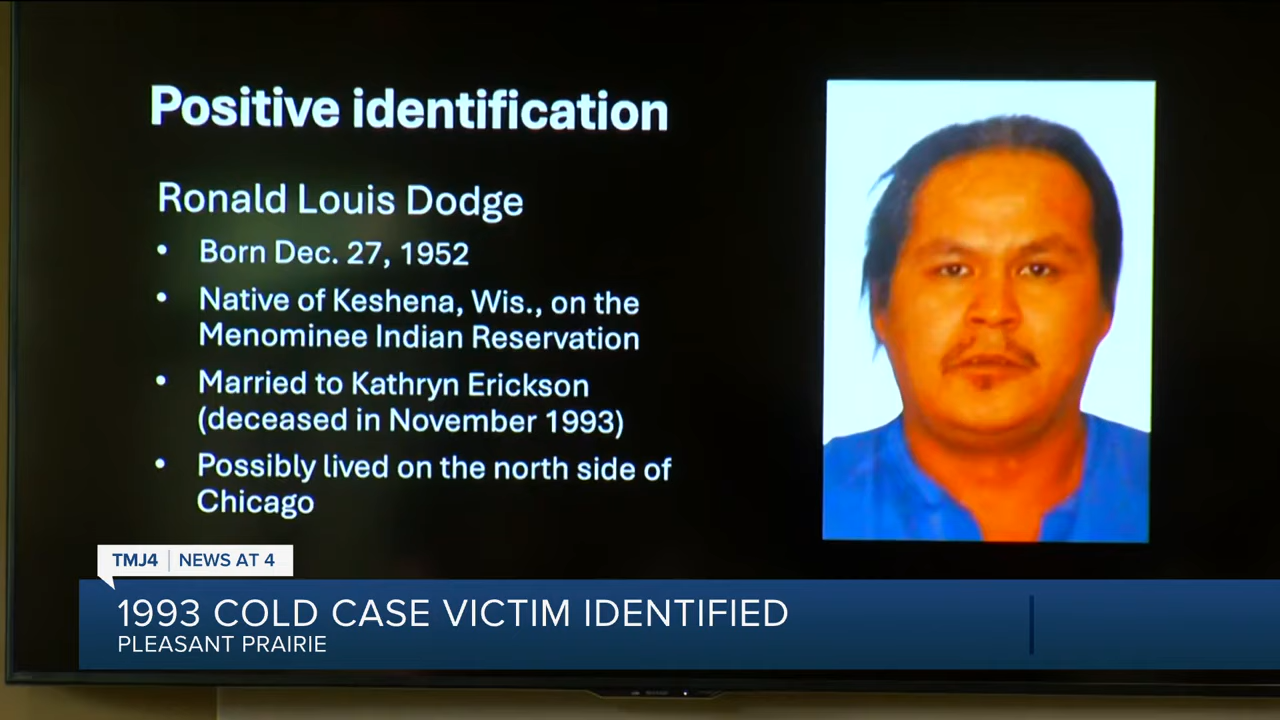 Positive identification
Ronald Louis Dodge
• Born Dec. 27, 1952
• Native of Keshena, Wis., on the
Menominee Indian Reservation
• Married to Kathryn Erickson
(deceased in November 1993)
• Possibly lived on the north side of
Chicago
TMJ4 | NEWS AT 4
1993 COLD CASE VICTIM IDENTIFIED
PLEASANT PRAIRIE